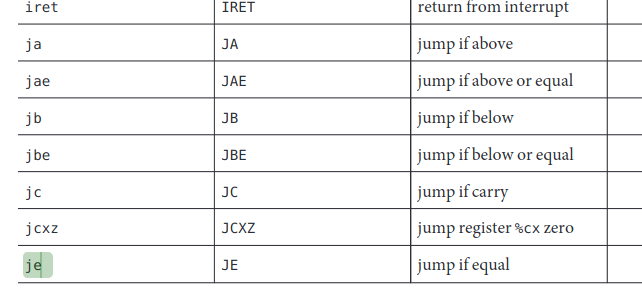 iret IRET return from interrupt
ja JA jump if above
jae JAE jump if above or equal
jb JB jump if below
jbe JBE jump if below or equal
jc JC jump if carry
jcxz JCXZ jump register %cx zero
je JE jump if equal